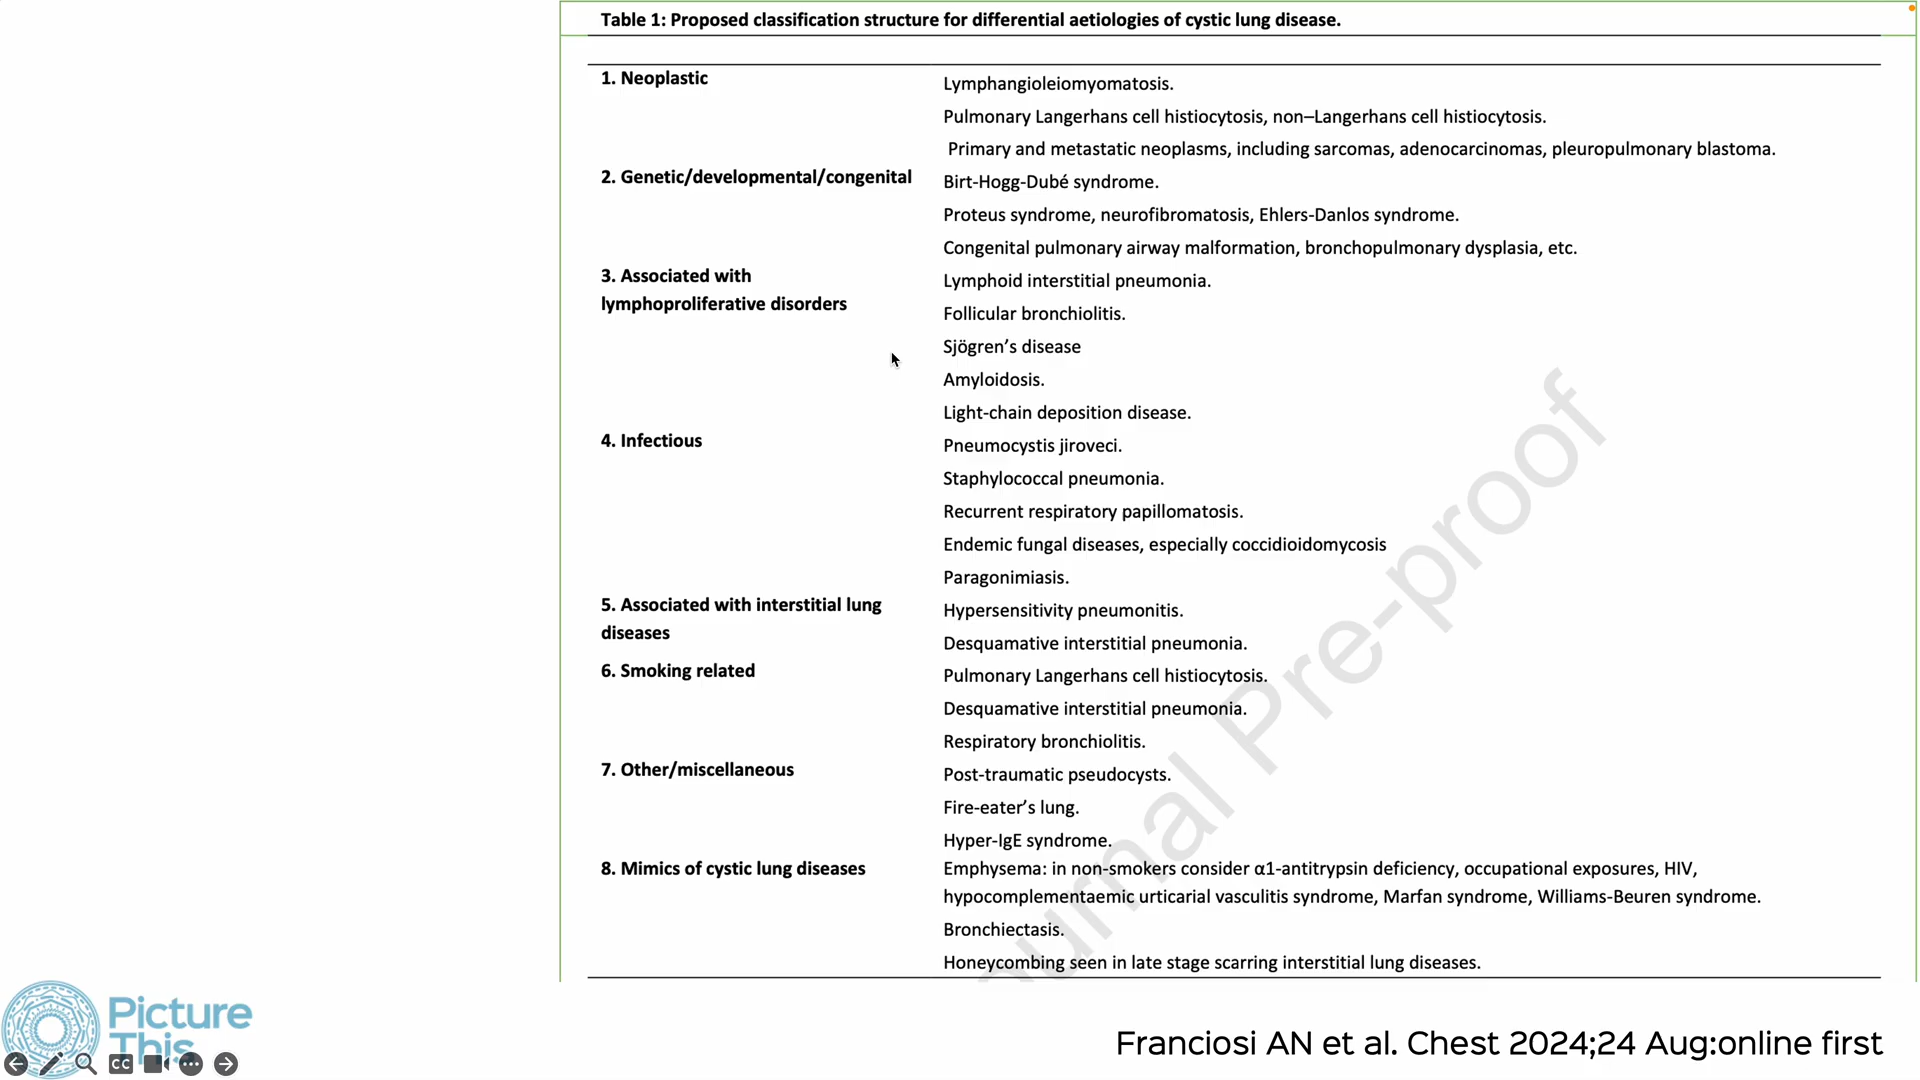 Table 1: Proposed classification structure for differential aetiologies of cystic lung disease.
1. Neoplastic
Lymphangioleiomyomatosis.
Pulmonary Langerhans cell histiocytosis, non–Langerhans cell histiocytosis.
Primary and metastatic neoplasms, including sarcomas, adenocarcinomas, pleuropulmonary blastoma.
2. Genetic/developmental/congenital
Birt-Hogg-Dubé syndrome.
Proteus syndrome, neurofibromatosis, Ehlers-Danlos syndrome.
Congenital pulmonary airway malformation, bronchopulmonary dysplasia, etc.
3. Associated with
lymphoproliferative disorders
Lymphoid interstitial pneumonia.
Follicular bronchiolitis.
Sjögren’s disease
Amyloidosis.
Light-chain deposition disease.
4. Infectious
Pneumocystis jiroveci.
Staphylococcal pneumonia.
Recurrent respiratory papillomatosis.
Endemic fungal diseases, especially coccidioidomycosis
Paragonimiasis.
5. Associated with interstitial lung
diseases
Hypersensitivity pneumonitis.
Desquamative interstitial pneumonia.
6. Smoking related
Pulmonary Langerhans cell histiocytosis.
Desquamative interstitial pneumonia.
Respiratory bronchiolitis.
7. Other/miscellaneous
Post-traumatic pseudocysts.
Fire-eater’s lung.
Hyper-IgE syndrome.
8. Mimics of cystic lung diseases
Emphysema: in non-smokers consider α1-antitrypsin deficiency, occupational exposures, HIV,
hypocomplementaemic urticarial vasculitis syndrome, Marfan syndrome, Williams-Beuren syndrome.
Bronchiectasis.
Honeycombing seen in late stage scarring interstitial lung diseases.
ournal Pre-proof
Picture
This
CC
Franciosi AN et al. Chest 2024;24 Aug:online first